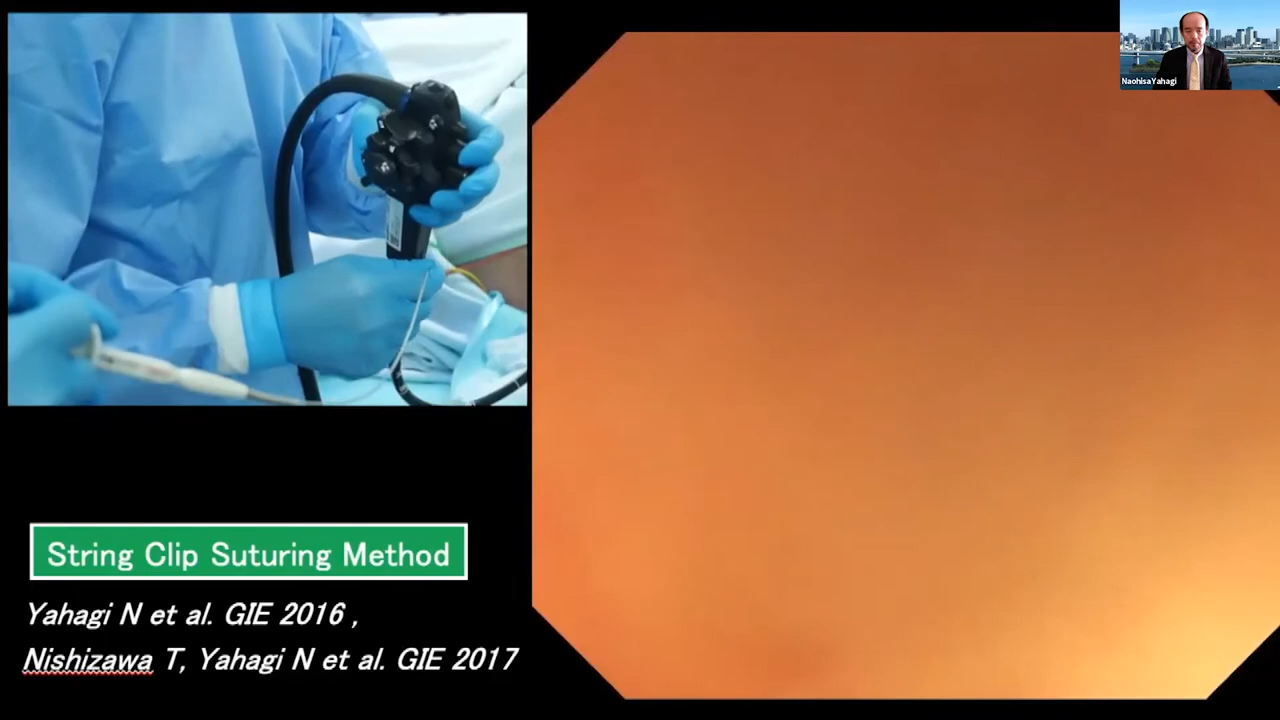 NaohisaYahagi
String Clip Suturing Method
Yahagi N et al. GIE 2016 ,
Nishizawa T, Yahagi N et al. GIE 2017